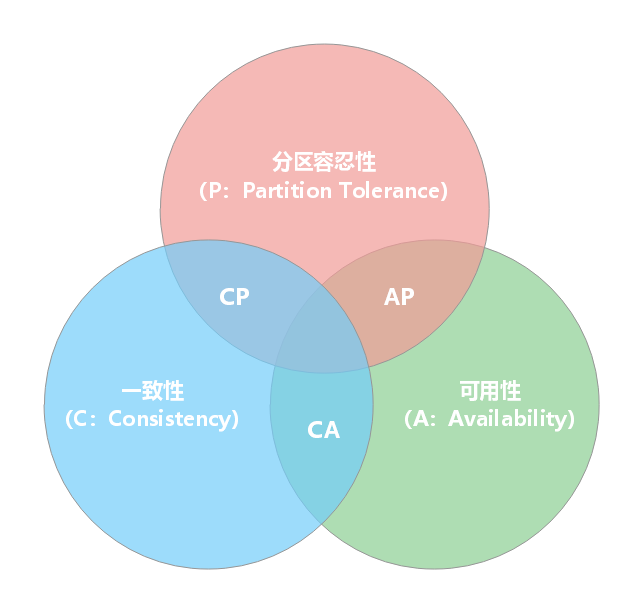 分区容忍性
(P：Partition Tolerance)
CP
AP
一致性
(C：Consistency)
可用性
(A：Availability)
CA